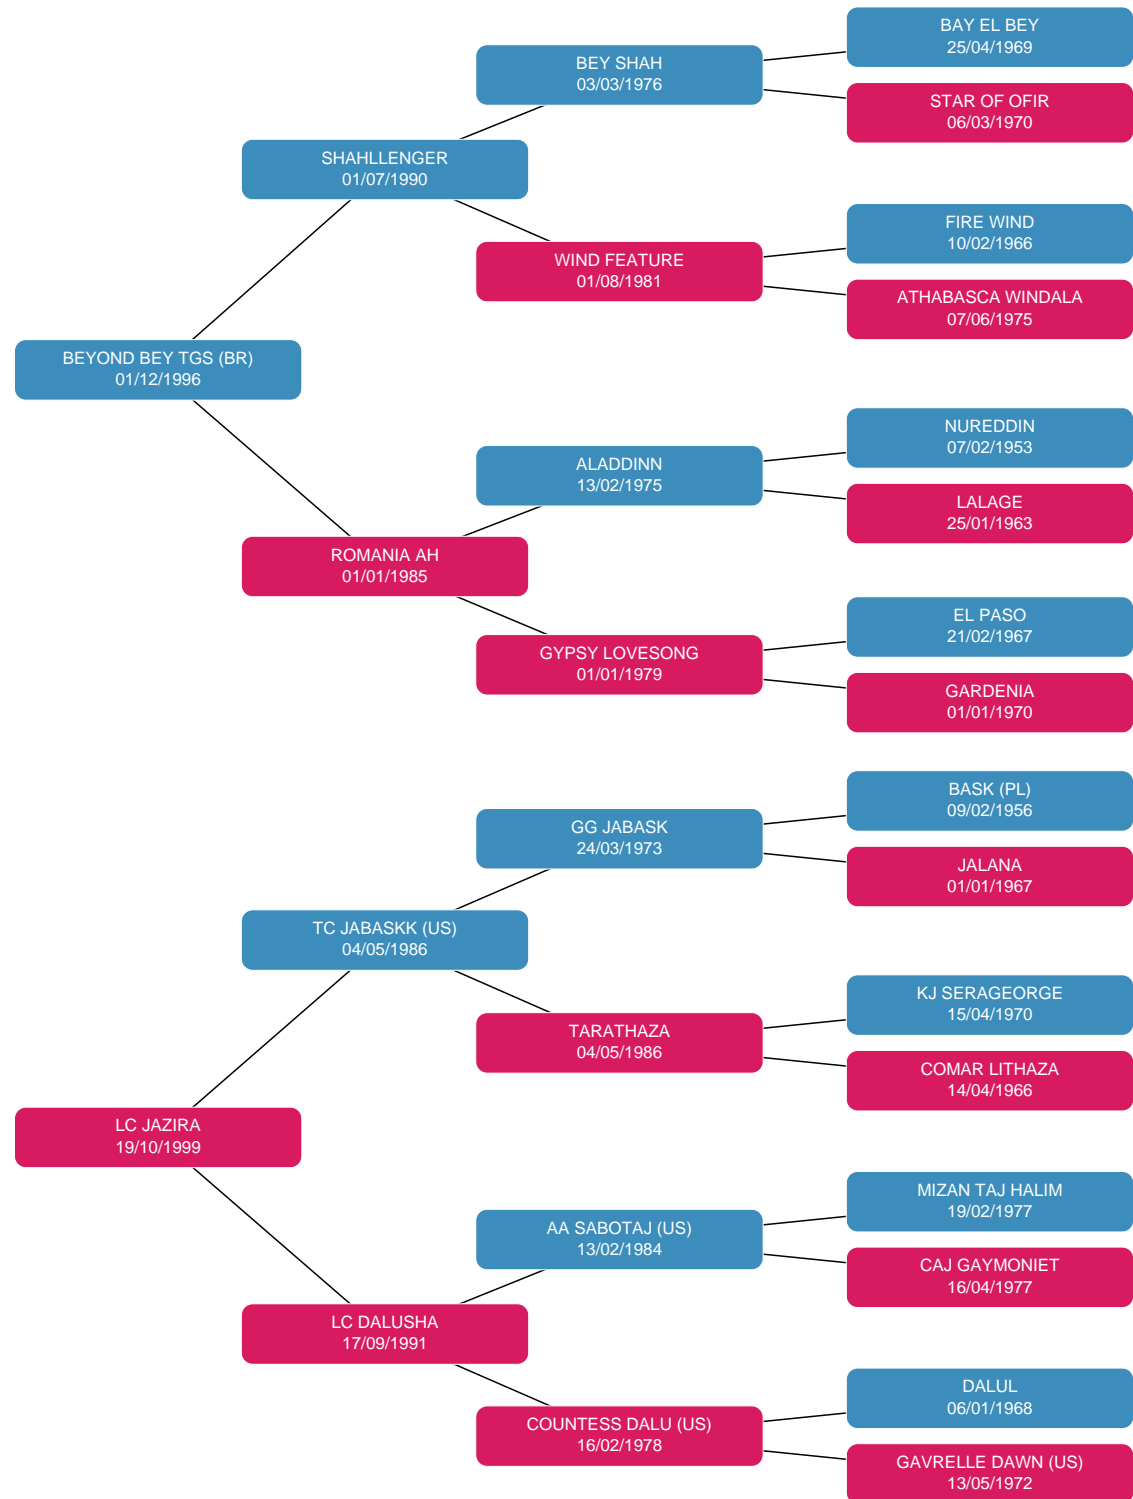 BAY EL BEY
25/04/1969
BEY SHAH
03/03/1976
STAR OF OFIR
06/03/1970
SHAHLLENGER
01/07/1990
FIRE WIND
10/02/1966
WIND FEATURE
01/08/1981
ATHABASCA WINDALA
07/06/1975
BEYOND BEY TGS (BR)
01/12/1996
NUREDDIN
07/02/1953
ALADDINN
13/02/1975
LALAGE
25/01/1963
ROMANIA AH
01/01/1985
EL PASO
21/02/1967
GYPSY LOVESONG
01/01/1979
GARDENIA
01/01/1970
BASK (PL)
09/02/1956
GG JABASK
24/03/1973
JALANA
01/01/1967
TC JABASKK (US)
04/05/1986
KJ SERAGEORGE
15/04/1970
TARATHAZA
04/05/1986
COMAR LITHAZA
14/04/1966
LC JAZIRA
19/10/1999
MIZAN TAJ HALIM
19/02/1977
AA SABOTAJ (US)
13/02/1984
CAJ GAYMONIET
16/04/1977
LC DALUSHA
17/09/1991
DALUL
06/01/1968
COUNTESS DALU (US)
16/02/1978
GAVRELLE DAWN (US)
13/05/1972